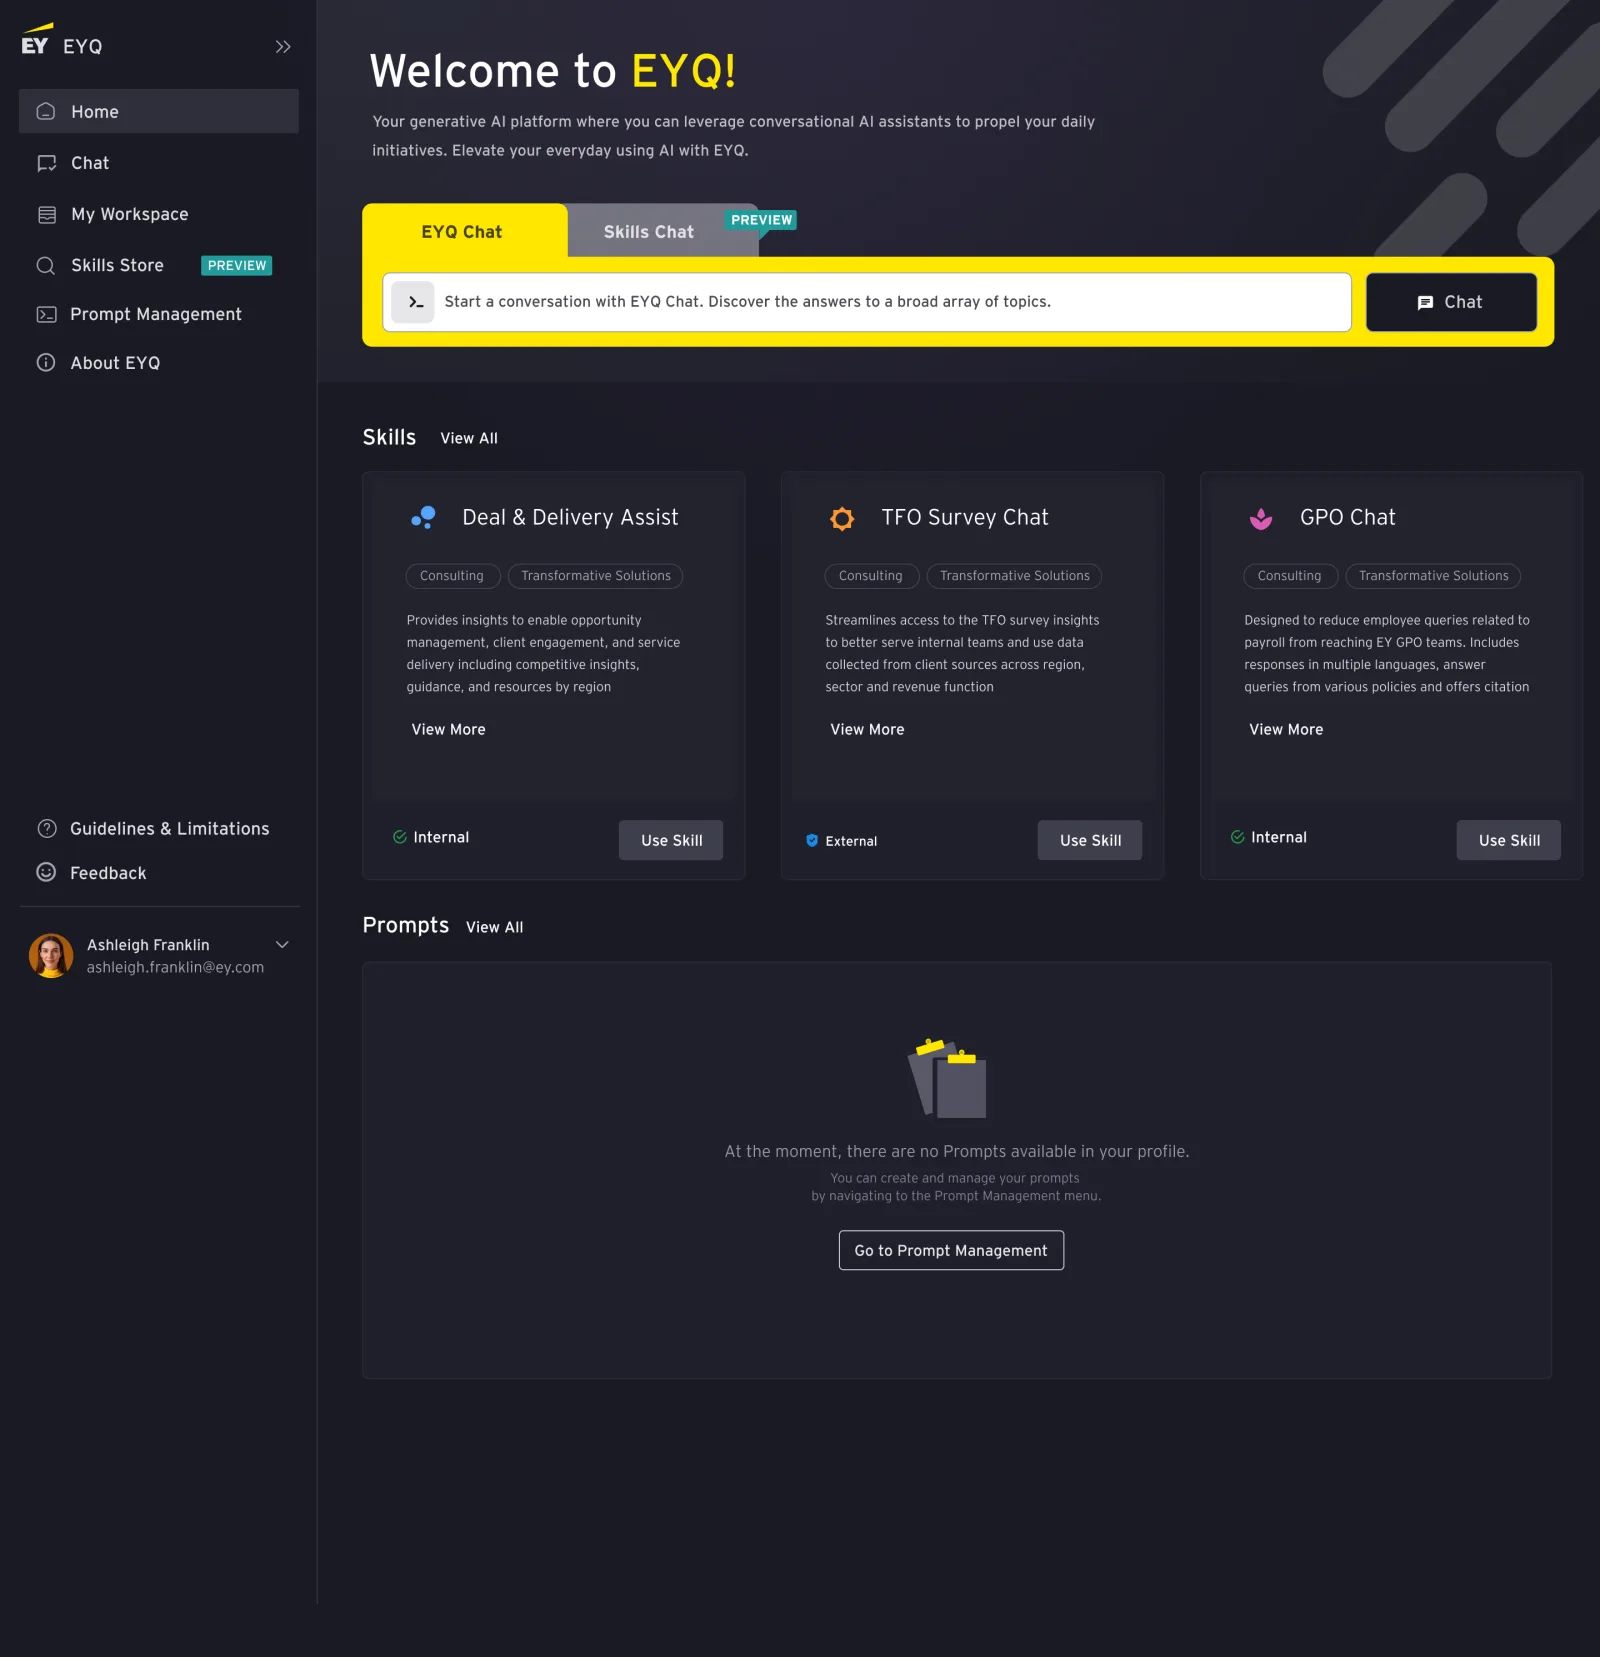 EY EYQ
Home
Chat
My Workspace
Skills Store PREVIEW
Prompt Management
About EYQ
Guidelines & Limitations
Feedback
Ashleigh Franklin
ashleigh.franklin@ey.com
Welcome to EYQ!
Your generative AI platform where you can leverage conversational AI assistants to propel your daily
initiatives. Elevate your everyday using AI with EYQ.
EYQ Chat
Skills Chat PREVIEW
Start a conversation with EYQ Chat. Discover the answers to a broad array of topics.
Chat
Skills View All
Deal & Delivery Assist
Consulting Transformative Solutions
Provides insights to enable opportunity
management, client engagement, and service
delivery including competitive insights,
guidance, and resources by region
View More
Internal Use Skill
TFO Survey Chat
Consulting Transformative Solutions
Streamlines access to the TFO survey insights
to better serve internal teams and use data
collected from client sources across region,
sector and revenue function
View More
External Use Skill
GPO Chat
Consulting Transformative Solutions
Designed to reduce employee queries related to
payroll from reaching EY GPO teams. Includes
responses in multiple languages, answer
queries from various policies and offers citation
View More
Internal Use Skill
Prompts View All
At the moment, there are no Prompts available in your profile.
You can create and manage your prompts
by navigating to the Prompt Management menu.
Go to Prompt Management